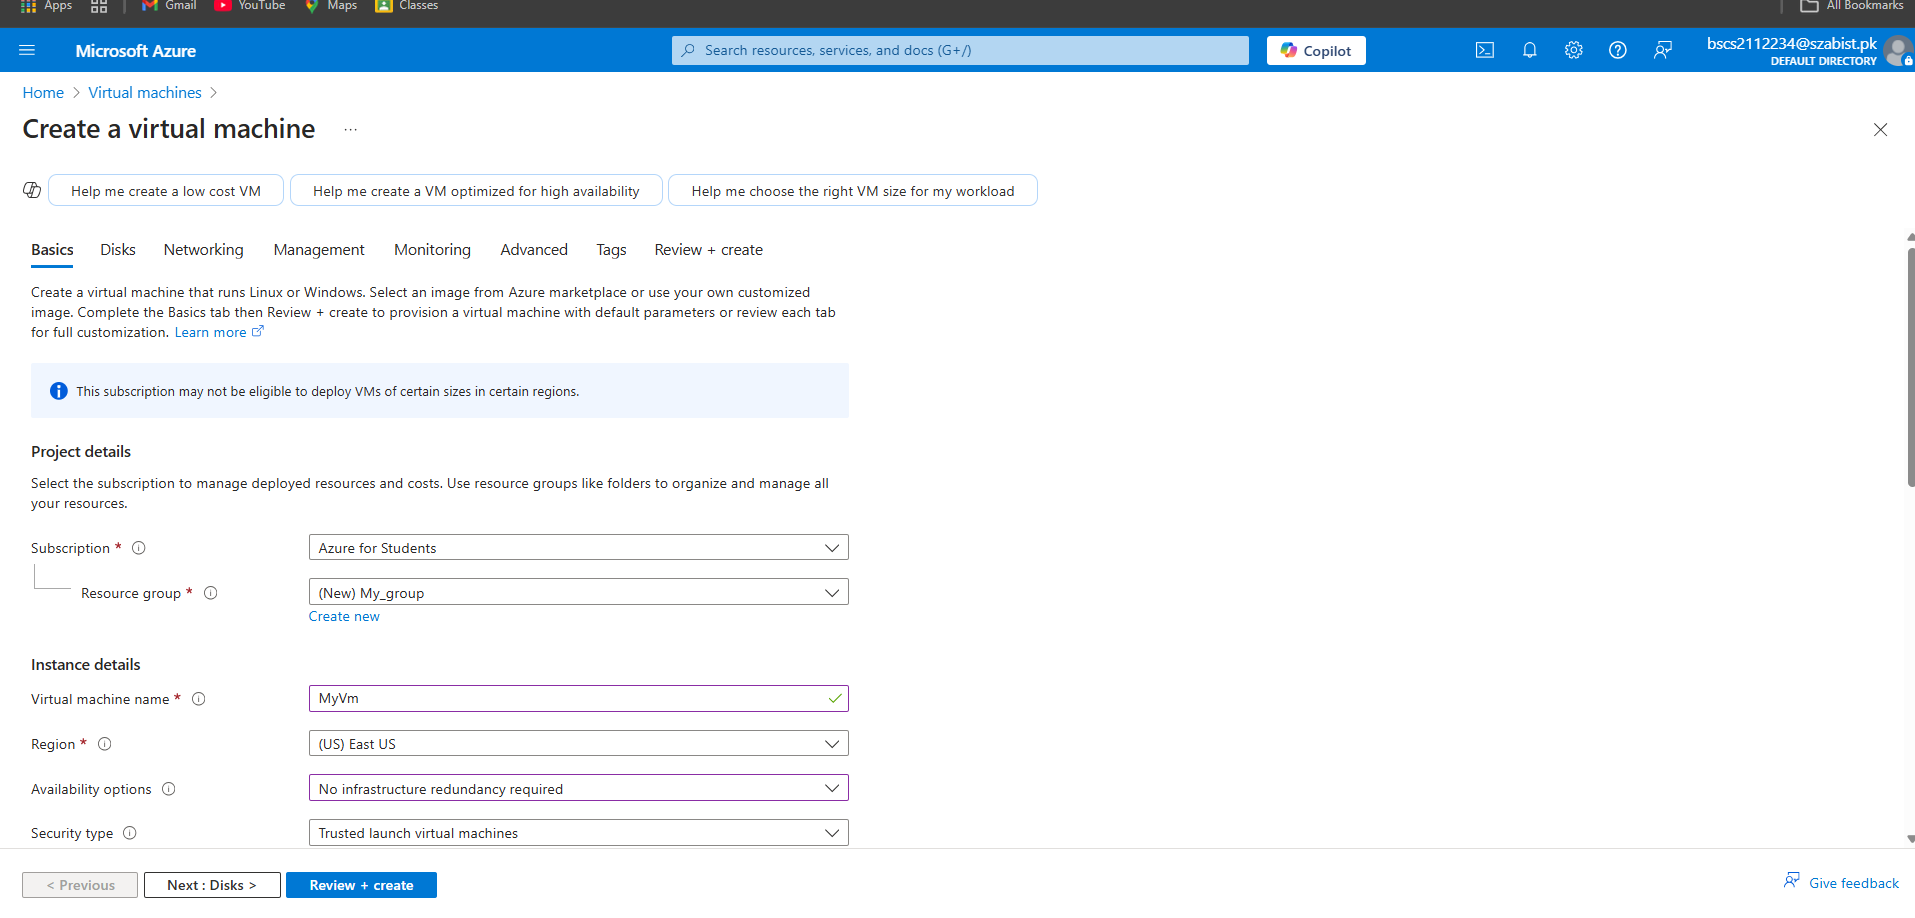 Apps Gmail YouTube Maps Classes All Bookmarks
Microsoft Azure Search resources, services, and docs (G+/) Copilot bscs2112234@szabist.pk
DEFAULT DIRECTORY
Home > Virtual machines >
Create a virtual machine ...
Help me create a low cost VM Help me create a VM optimized for high availability Help me choose the right VM size for my workload
Basics Disks Networking Management Monitoring Advanced Tags Review + create
Create a virtual machine that runs Linux or Windows. Select an image from Azure marketplace or use your own customized
image. Complete the Basics tab then Review + create to provision a virtual machine with default parameters or review each tab
for full customization. Learn more
This subscription may not be eligible to deploy VMs of certain sizes in certain regions.
Project details
Select the subscription to manage deployed resources and costs. Use resource groups like folders to organize and manage all
your resources.
Subscription * Azure for Students
Resource group * (New) My_group
Create new
Instance details
Virtual machine name * MyVm
Region * (US) East US
Availability options No infrastructure redundancy required
Security type Trusted launch virtual machines
< Previous Next : Disks > Review + create Give feedback